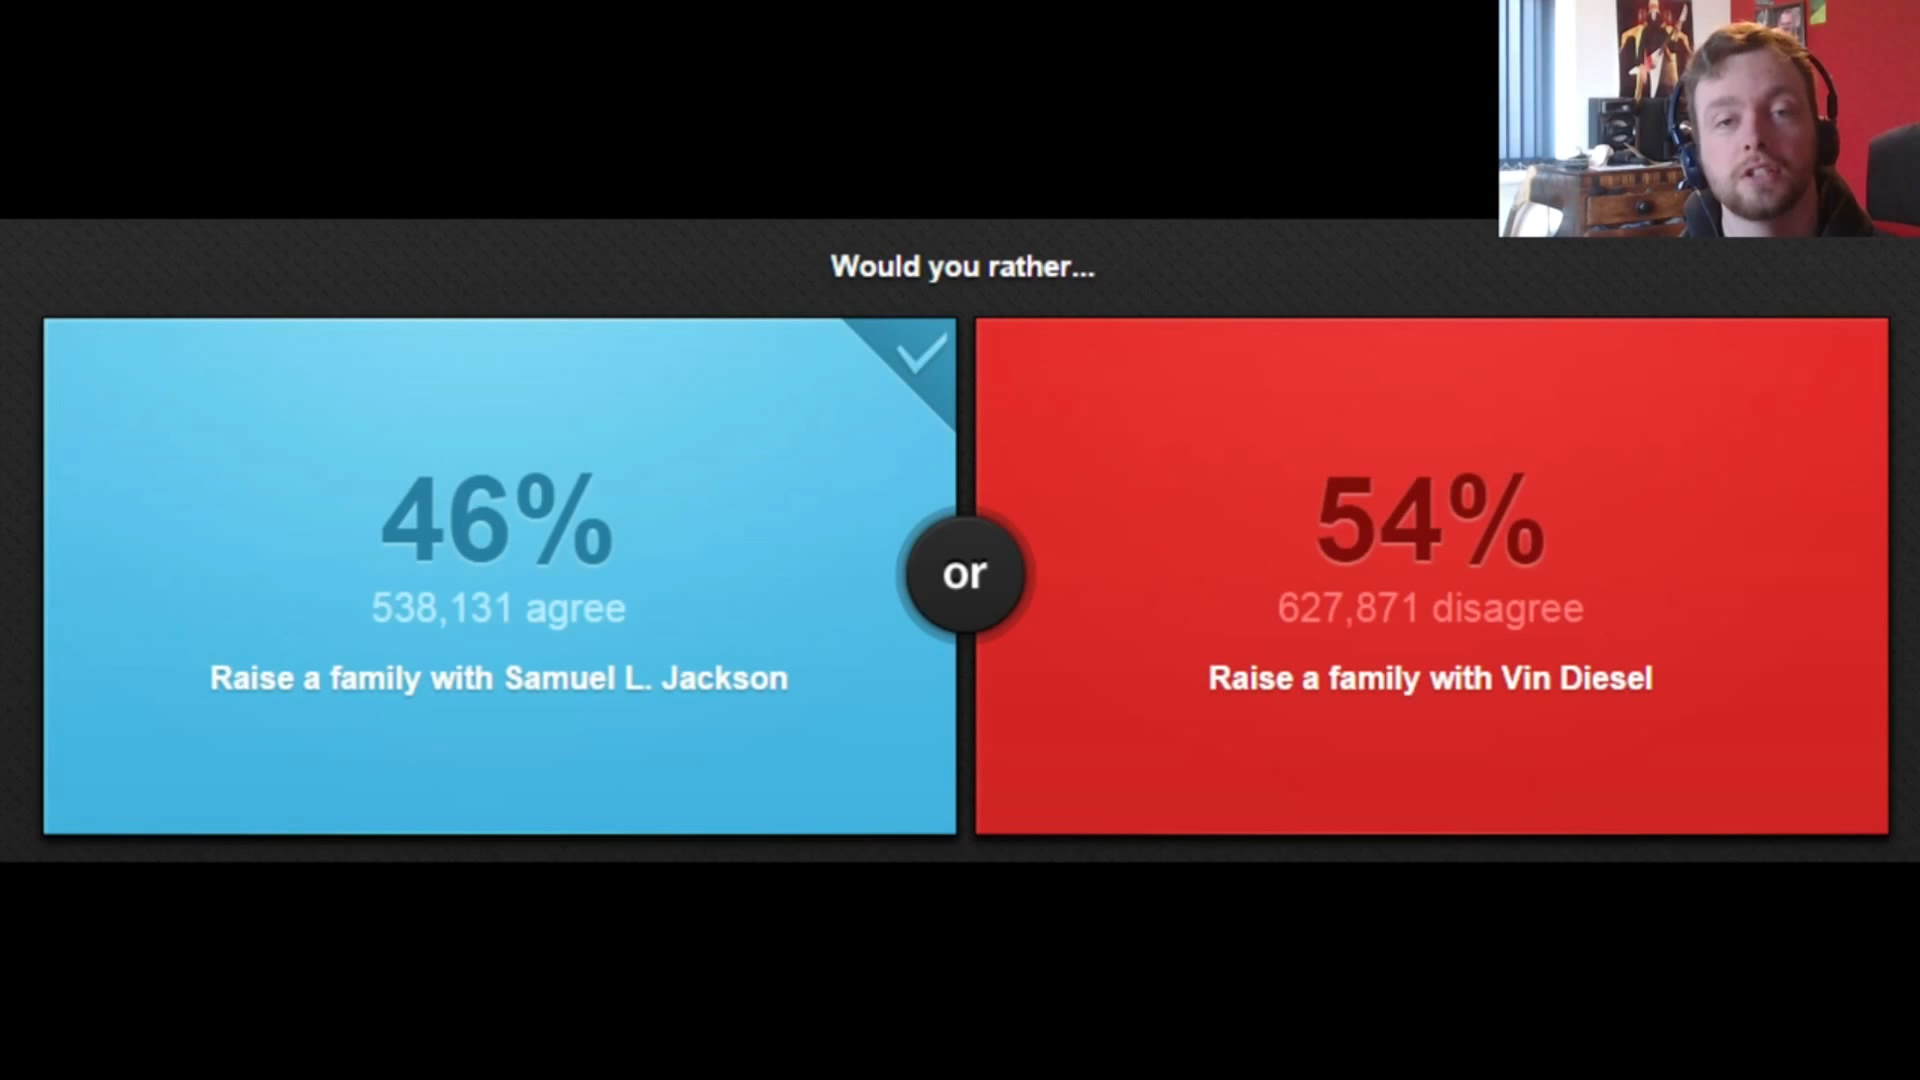 Would you rather...
46%
538,131 agree
Raise a family with Samuel L. Jackson
or
54%
627,871 disagree
Raise a family with Vin Diesel